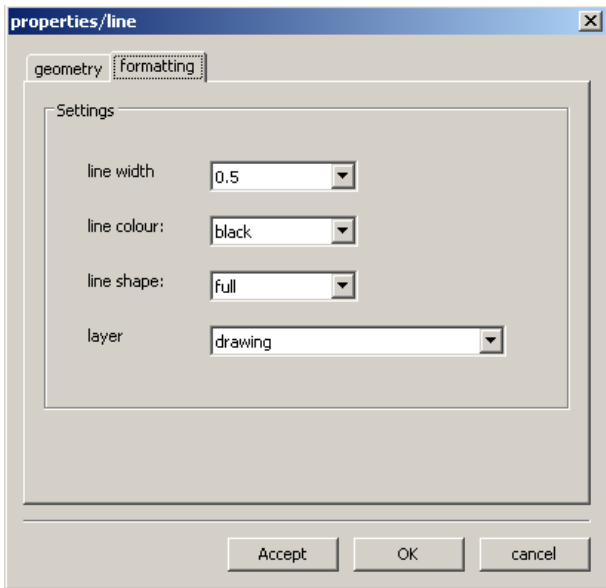 properties/line
geometry formatting
Settings
line width 0.5
line colour: black
line shape: full
layer drawing
Accept OK cancel